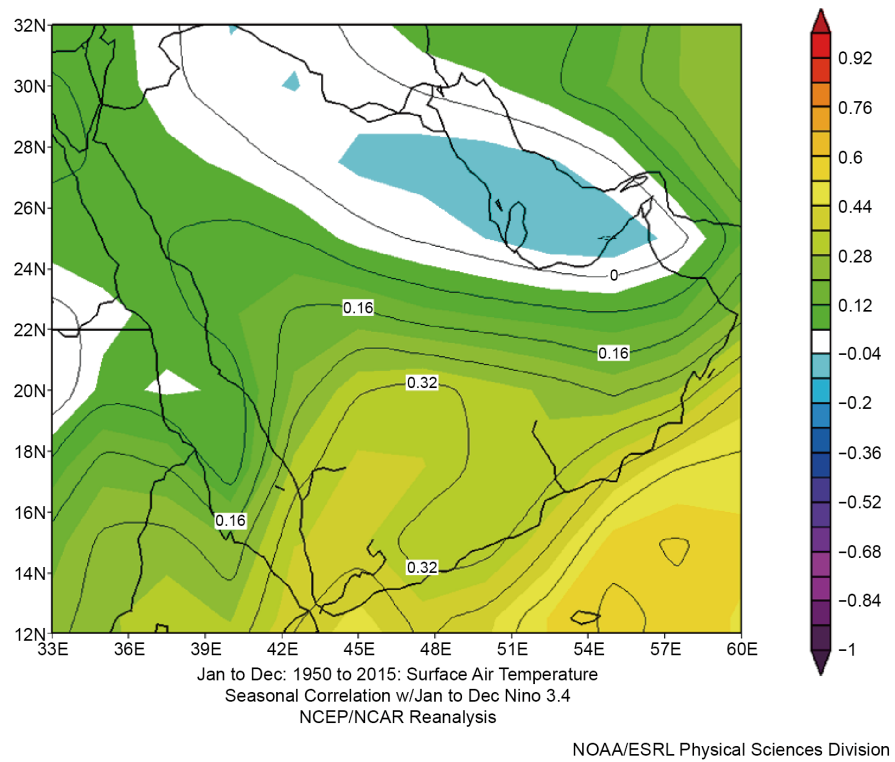 32N
30N
28N
26N
24N
22N
20N
18N
16N
14N
12N
33E 36E 39E 42E 45E 48E 51E 54E 57E 60E
0
0.16
0.16
0.32
0.16
0.32
0.92
0.76
0.6
0.44
0.28
0.12
−0.04
−0.2
−0.36
−0.52
−0.68
−0.84
−1
Jan to Dec: 1950 to 2015: Surface Air Temperature
Seasonal Correlation w/Jan to Dec Nino 3.4
NCEP/NCAR Reanalysis
NOAA/ESRL Physical Sciences Division